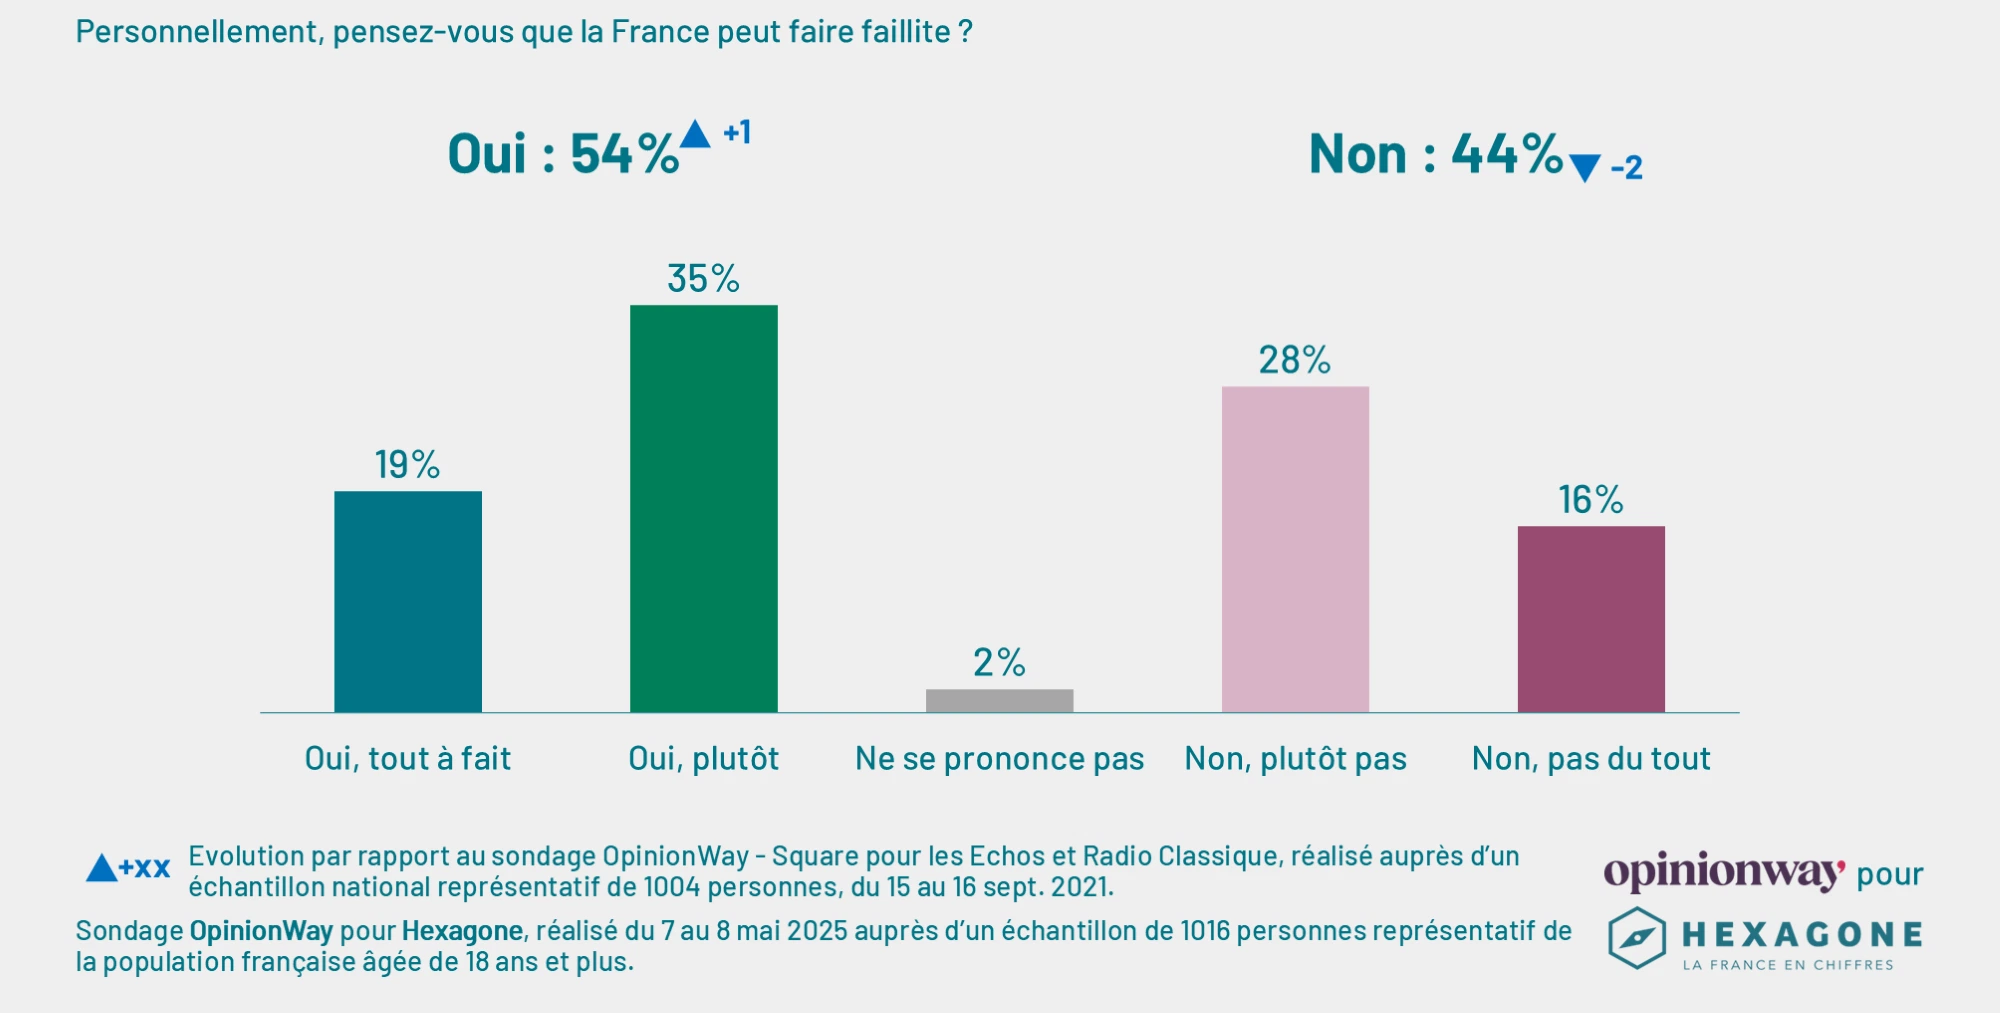 Personnellement, pensez-vous que la France peut faire faillite ?
Oui : 54% +1
Non : 44% -2
19%
35%
2%
28%
16%
Oui, tout à fait
Oui, plutôt
Ne se prononce pas
Non, plutôt pas
Non, pas du tout
+xx
Evolution par rapport au sondage OpinionWay - Square pour les Echos et Radio Classique, réalisé auprès d’un
échantillon national représentatif de 1004 personnes, du 15 au 16 sept. 2021.
Sondage OpinionWay pour Hexagone, réalisé du 7 au 8 mai 2025 auprès d’un échantillon de 1016 personnes représentatif de
la population française âgée de 18 ans et plus.
opinionway pour
HEXAGONE
LA FRANCE EN CHIFFRES